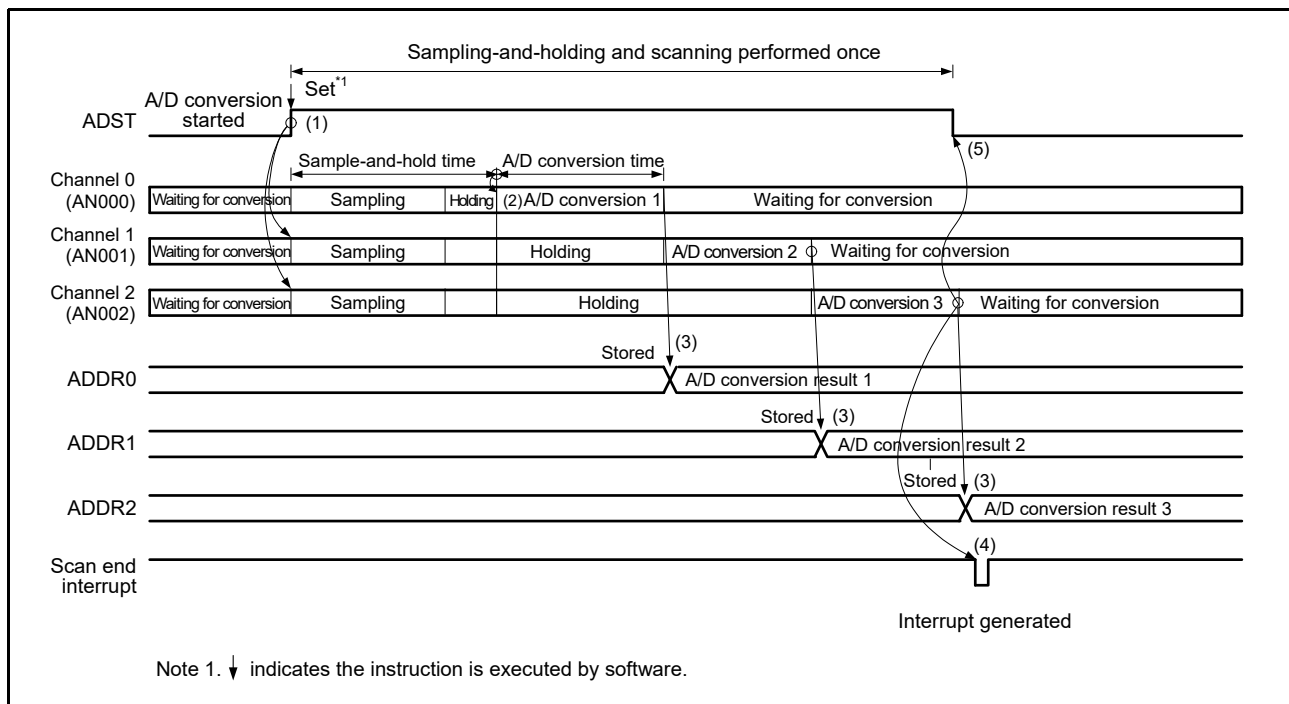 Sampling-and-holding and scanning performed once
A/D conversion started
Set*1
ADST
(1)
(5)
Sample-and-hold time
A/D conversion time
Channel 0
(AN000)
Waiting for conversion
Sampling
Holding
(2)
A/D conversion 1
Waiting for conversion
Channel 1
(AN001)
Waiting for conversion
Sampling
Holding
A/D conversion 2
Waiting for conversion
Channel 2
(AN002)
Waiting for conversion
Sampling
Holding
A/D conversion 3
Waiting for conversion
Stored
(3)
ADDR0
A/D conversion result 1
Stored
(3)
ADDR1
A/D conversion result 2
Stored
(3)
ADDR2
A/D conversion result 3
(4)
Scan end
interrupt
Interrupt generated
Note 1. ↓ indicates the instruction is executed by software.